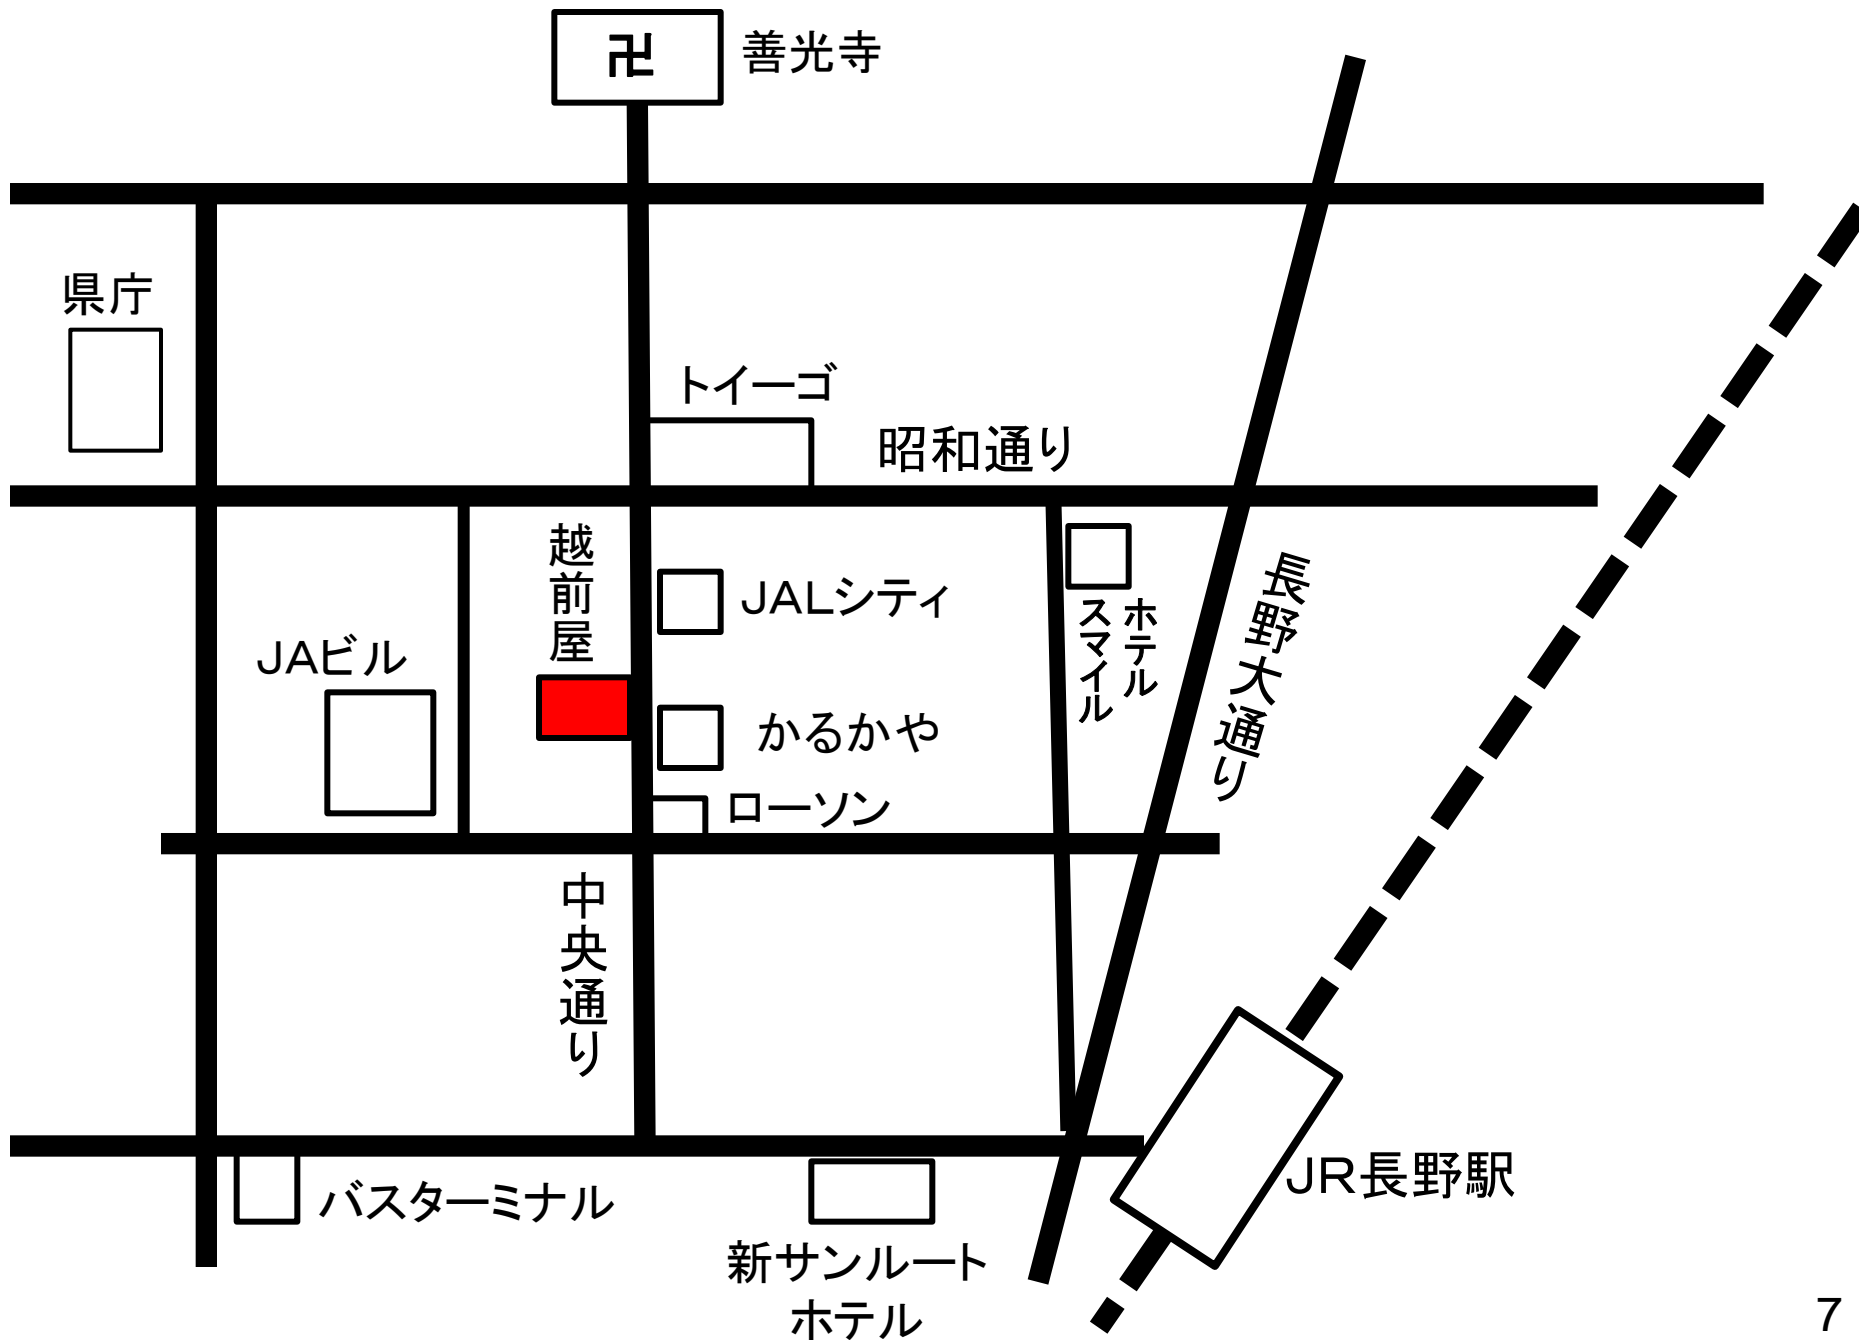 卍
善光寺
県庁
トイーゴ
昭和通り
越前屋
JALシティ
ホテル
スマイル
長野大通り
JAビル
かるかや
ローソン
中央通り
JR長野駅
バスターミナル
新サンルート
ホテル
7